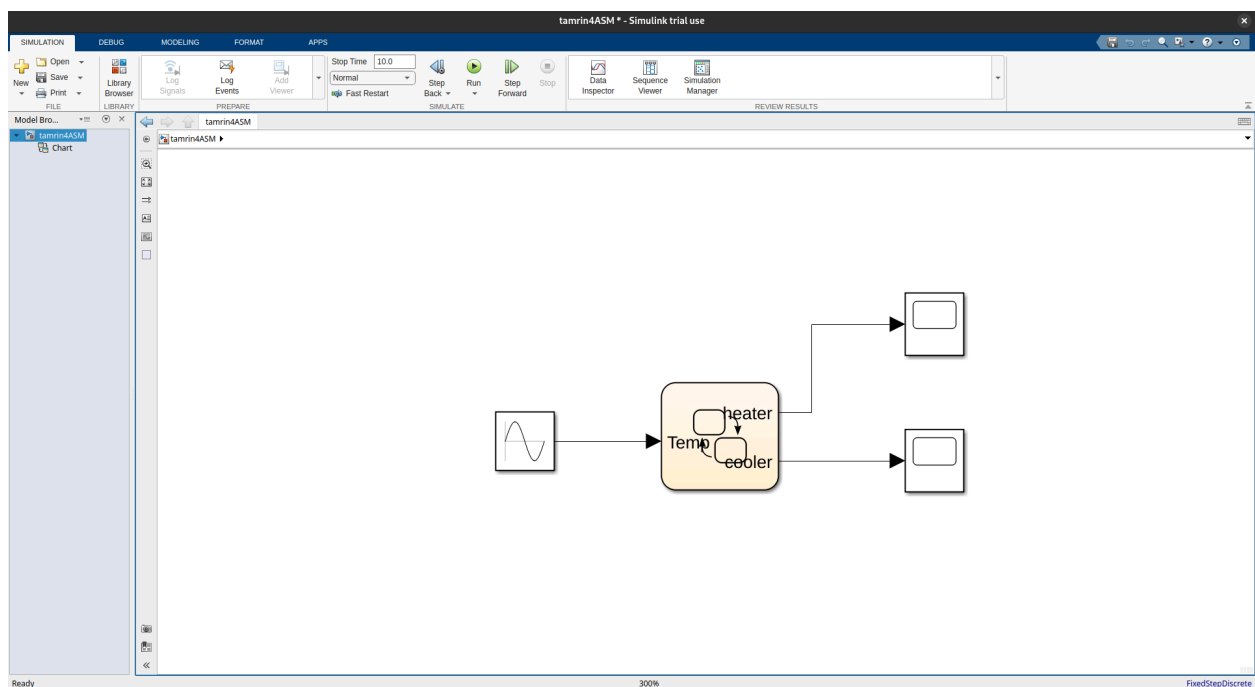 tamrin4ASM * - Simulink trial use
SIMULATION DEBUG MODELING FORMAT APPS
New
Open
Save
Print
FILE
Library Browser
LIBRARY
Log Signals
Log Events
Add Viewer
PREPARE
Stop Time 10.0
Normal
Fast Restart
Step Back
Run
Step Forward
Stop
SIMULATE
Data Inspector
Sequence Viewer
Simulation Manager
REVIEW RESULTS
Model Bro...
tamrin4ASM
Chart
tamrin4ASM
tamrin4ASM
heater
Temp
cooler
Ready 300% FixedStepDiscrete